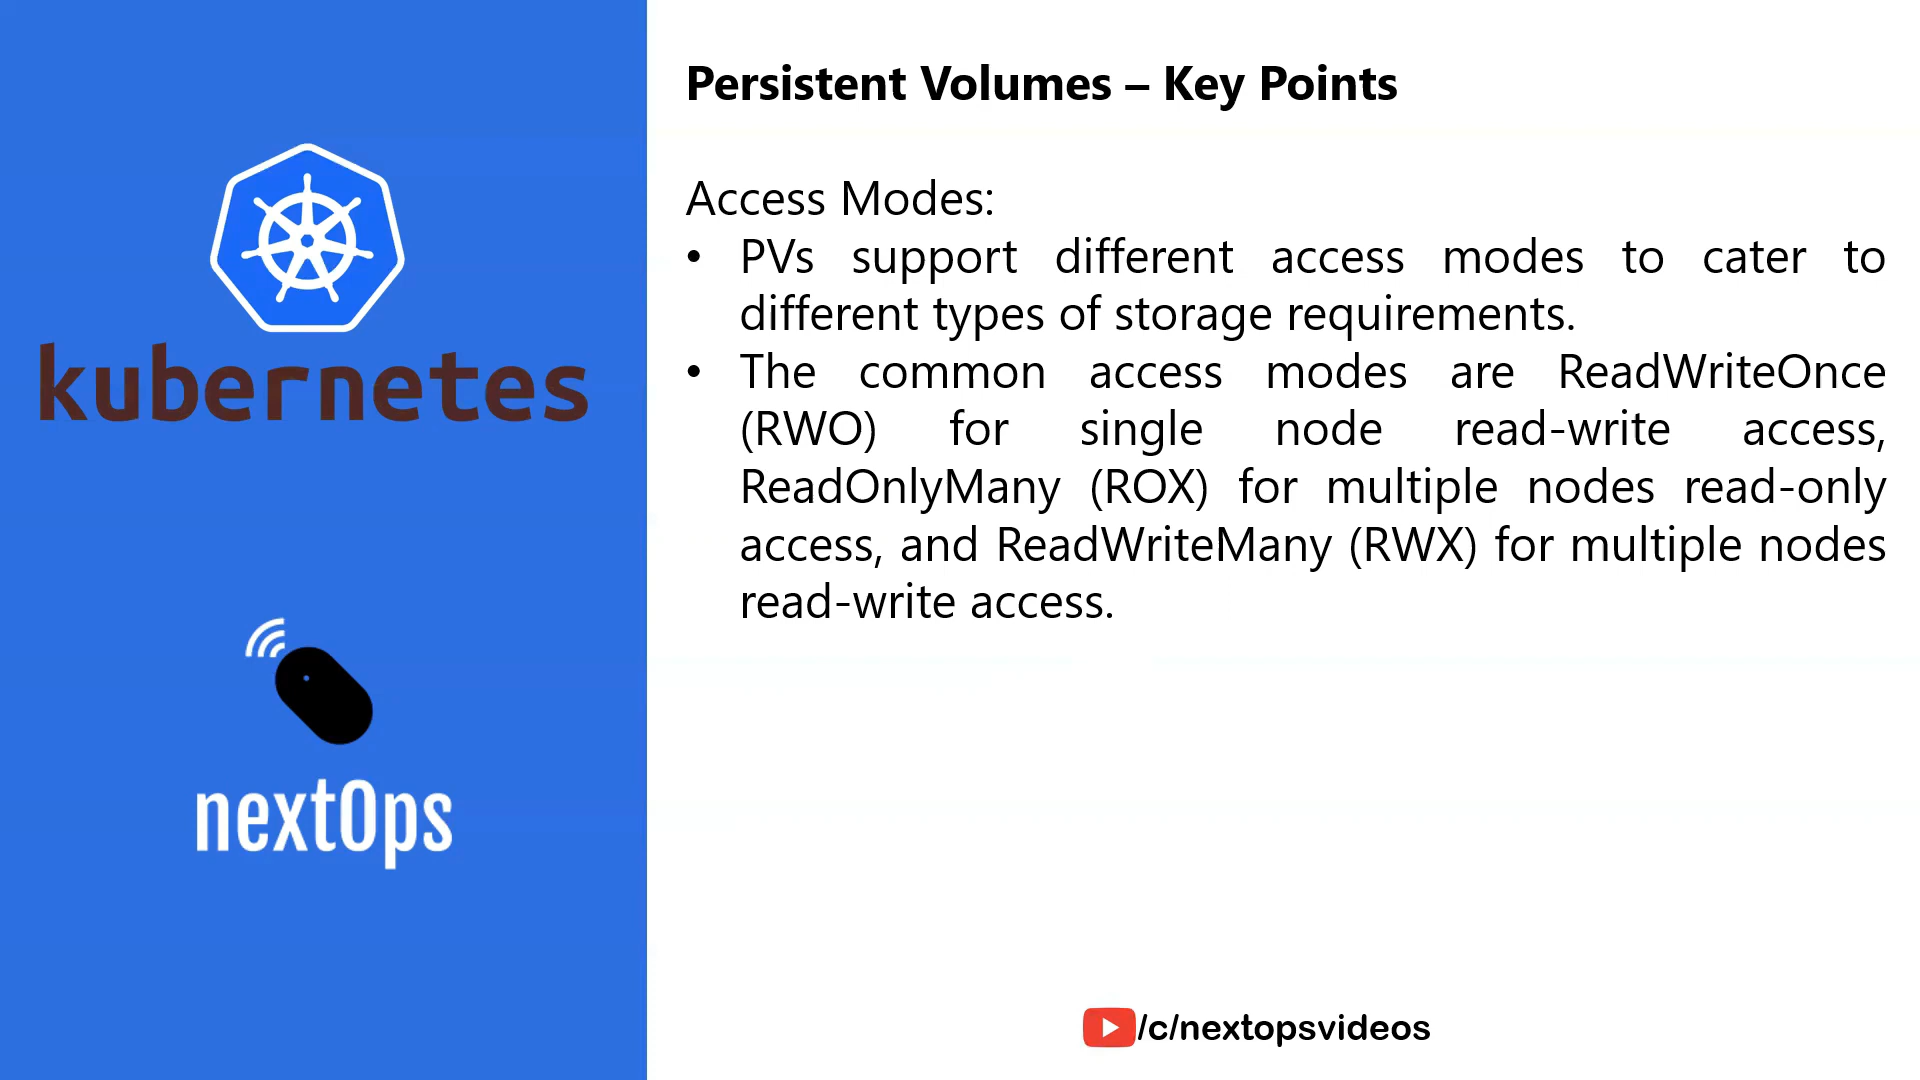 kubernetes
nextOps
Persistent Volumes – Key Points
Access Modes:
• PVs support different access modes to cater to
different types of storage requirements.
• The common access modes are ReadWriteOnce
(RWO) for single node read-write access,
ReadOnlyMany (ROX) for multiple nodes read-only
access, and ReadWriteMany (RWX) for multiple nodes
read-write access.
/c/nextopsvideos